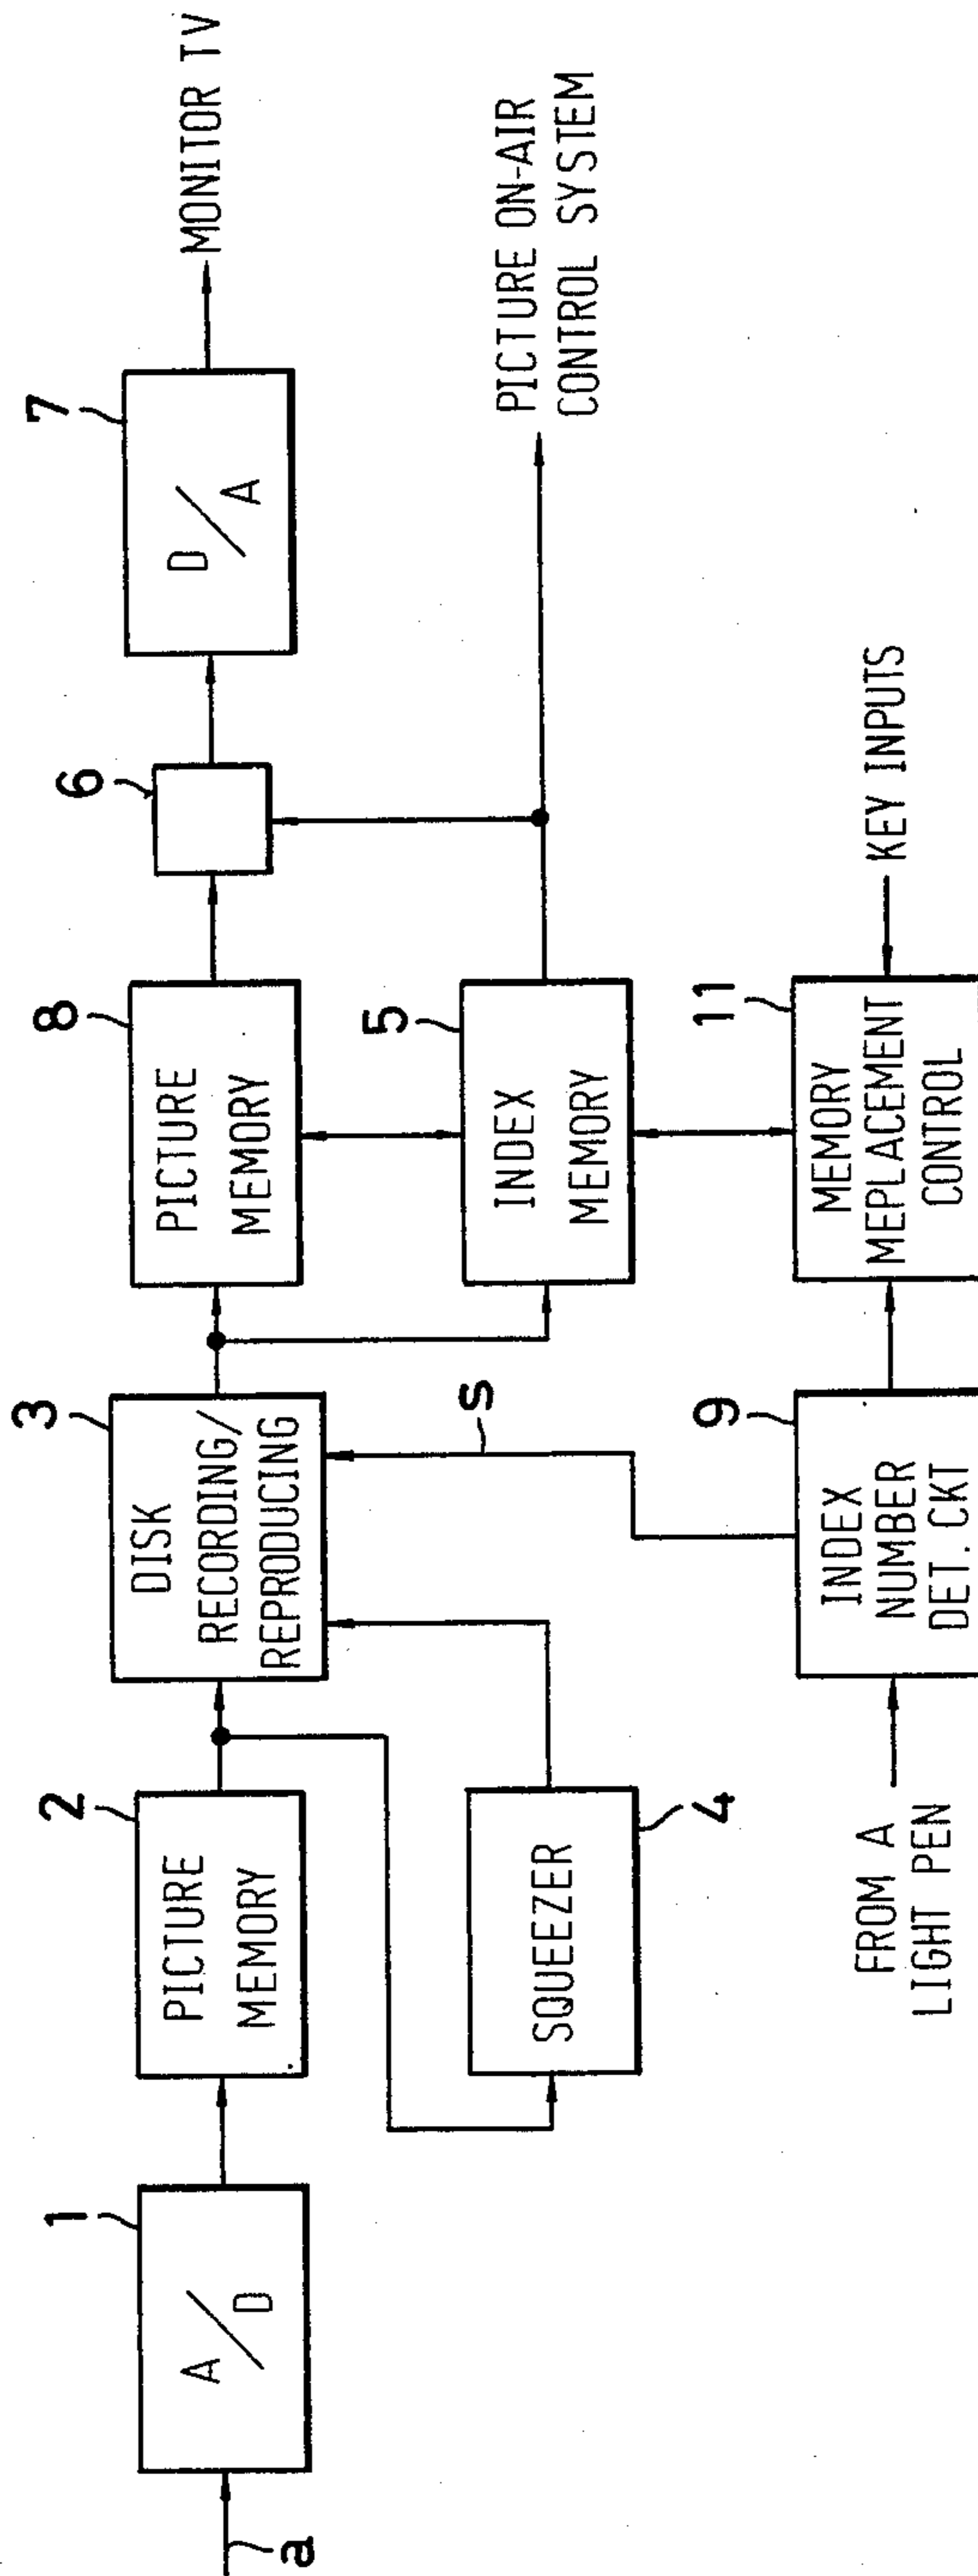 a
1
A/D
2
PICTURE
MEMORY
3
DISK
RECORDING/
REPRODUCING
8
PICTURE
MEMORY
6
7
D/A
MONITOR TV
4
SQUEEZER
s
5
INDEX
MEMORY
PICTURE ON-AIR
CONTROL SYSTEM
FROM A
LIGHT PEN
9
INDEX
NUMBER
DET. CKT
11
MEMORY
MEPLACEMENT
CONTROL
KEY INPUTS